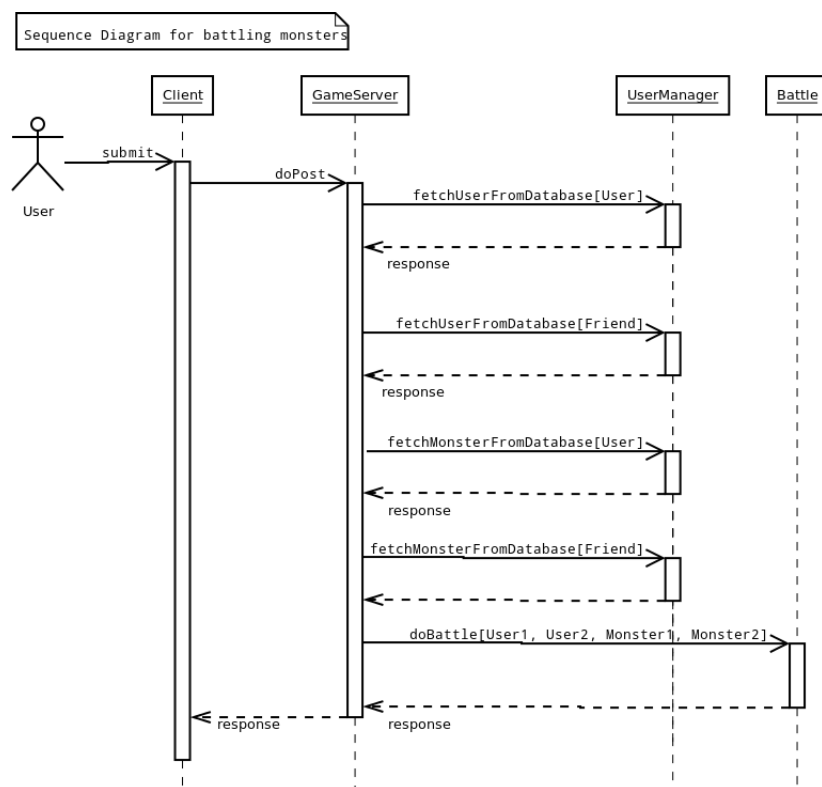 Sequence Diagram for battling monsters
Client
GameServer
UserManager
Battle
submit
User
doPost
fetchUserFromDatabase[User]
response
fetchUserFromDatabase[Friend]
response
fetchMonsterFromDatabase[User]
response
fetchMonsterFromDatabase[Friend]
doBattle[User1, User2, Monster1, Monster2]
response
response